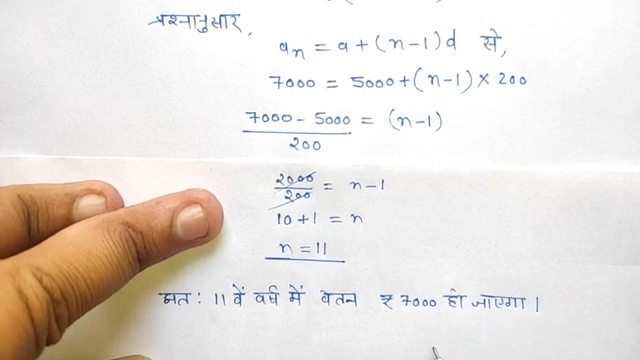 प्रश्नानुसार,
aₙ = a + (n-1)d से,
7000 = 5000 + (n-1) × 200
7000 - 5000 / 200 = (n-1)
2000 / 200 = n-1
10 + 1 = n
n = 11
अत: 11 वें वर्ष में वेतन ₹ 7000 हो जाएगा।